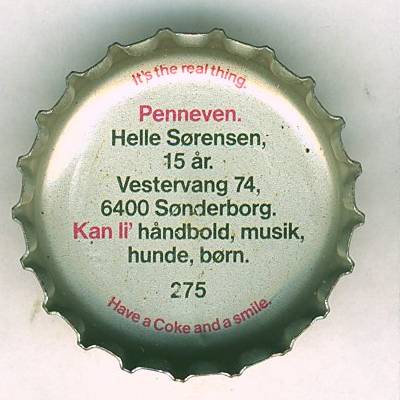 It's the real thing.
Penneven.
Helle Sørensen,
15 år.
Vestervang 74,
6400 Sønderborg.
Kan li' håndbold, musik,
hunde, børn.
275
Have a Coke and a smile.